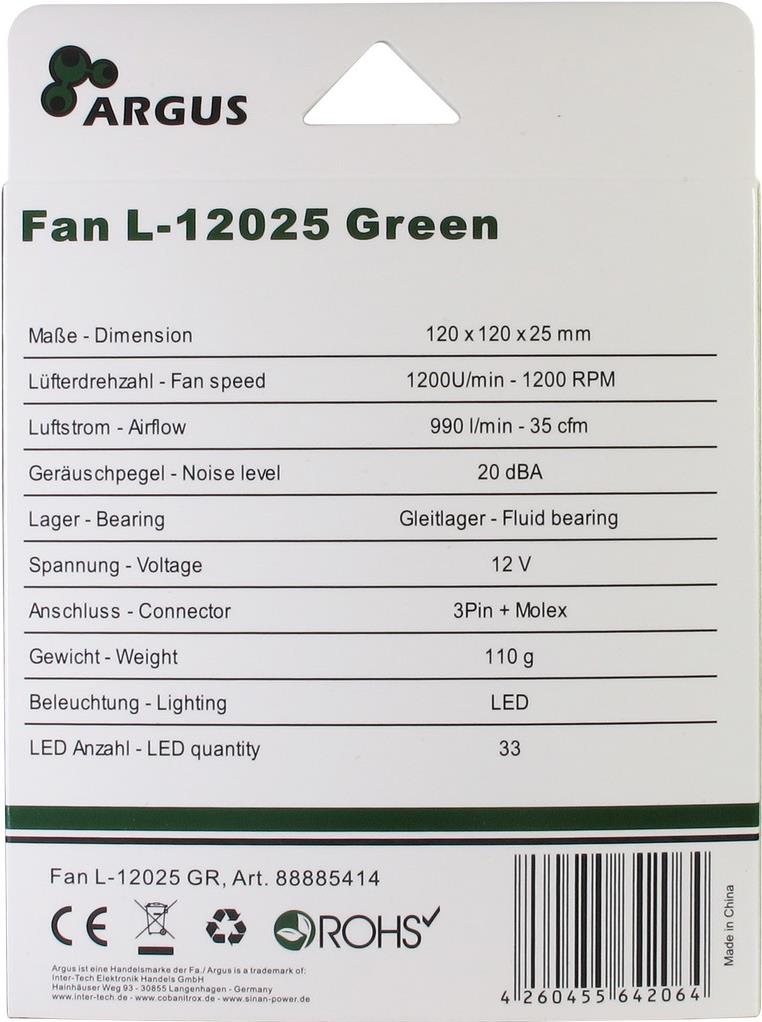 ARGUS
Fan L-12025 Green
Maße - Dimension 120 x 120 x 25 mm
Lüfterdrehzahl - Fan speed 1200U/min - 1200 RPM
Luftstrom - Airflow 990 l/min - 35 cfm
Geräuschpegel - Noise level 20 dBA
Lager - Bearing Gleitlager - Fluid bearing
Spannung - Voltage 12 V
Anschluss - Connector 3Pin + Molex
Gewicht - Weight 110 g
Beleuchtung - Lighting LED
LED Anzahl - LED quantity 33
Fan L-12025 GR, Art. 88885414
CE
ROHS
Argus ist eine Handelsmarke der Fa./ Argus is a trademark of:
Inter-Tech Elektronik Handels GmbH
Hainhäuser Weg 93 - 30855 Langenhagen - Germany
www.inter-tech.de - www.cobanitrox.de - www.sinan-power.de
4 260455 642064
Made in China